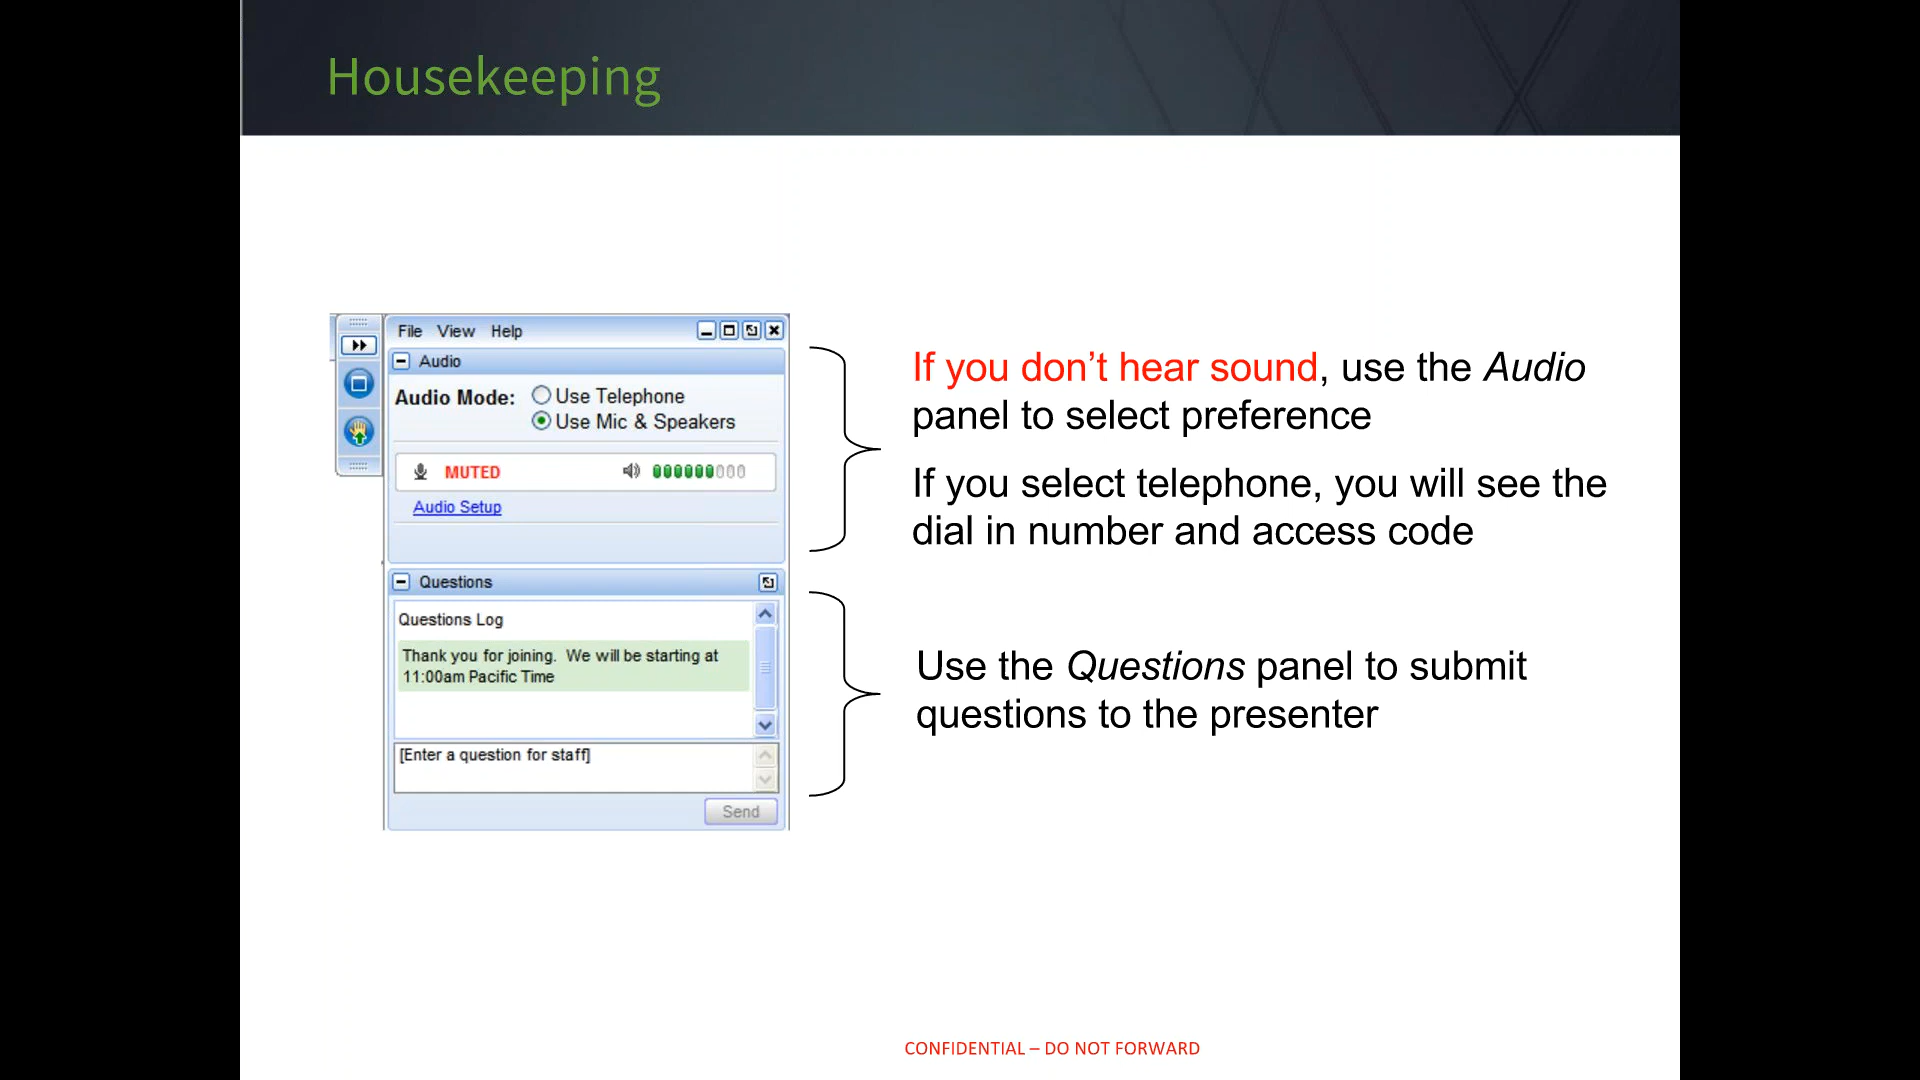 Housekeeping
File View Help
Audio
Audio Mode: Use Telephone
Use Mic & Speakers
MUTED
Audio Setup
If you don’t hear sound, use the Audio
panel to select preference
If you select telephone, you will see the
dial in number and access code
Questions
Questions Log
Thank you for joining. We will be starting at
11:00am Pacific Time
[Enter a question for staff]
Send
Use the Questions panel to submit
questions to the presenter
CONFIDENTIAL – DO NOT FORWARD